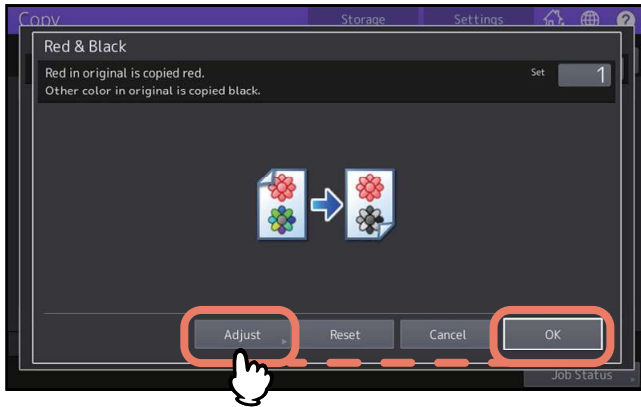 Copy
Storage
Settings
?
Red & Black
Red in original is copied red.
Other color in original is copied black.
Set
1
Adjust
Reset
Cancel
OK
Job Status